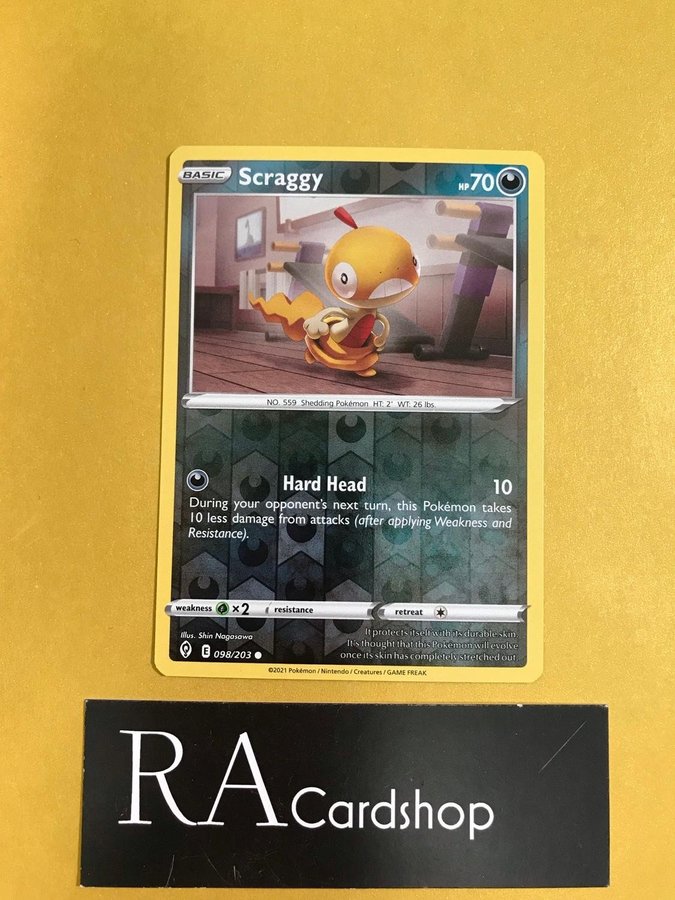 BASIC Scraggy HP 70
NO. 559 Shedding Pokémon HT: 2' WT: 26 lbs.
Hard Head 10
During your opponent's next turn, this Pokémon takes
10 less damage from attacks (after applying Weakness and
Resistance).
weakness ×2 resistance retreat
Illus. Shin Nagasawa
It protects itself with its durable skin.
It's thought that this Pokémon will evolve
once its skin has completely stretched out.
E 098/203
©2021 Pokémon / Nintendo / Creatures / GAME FREAK
RA Cardshop